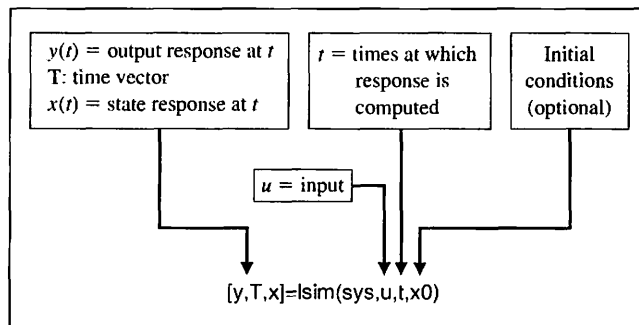 y(t) = output response at t
T: time vector
x(t) = state response at t
t = times at which
response is
computed
Initial
conditions
(optional)
u = input
[y,T,x]=lsim(sys,u,t,x0)